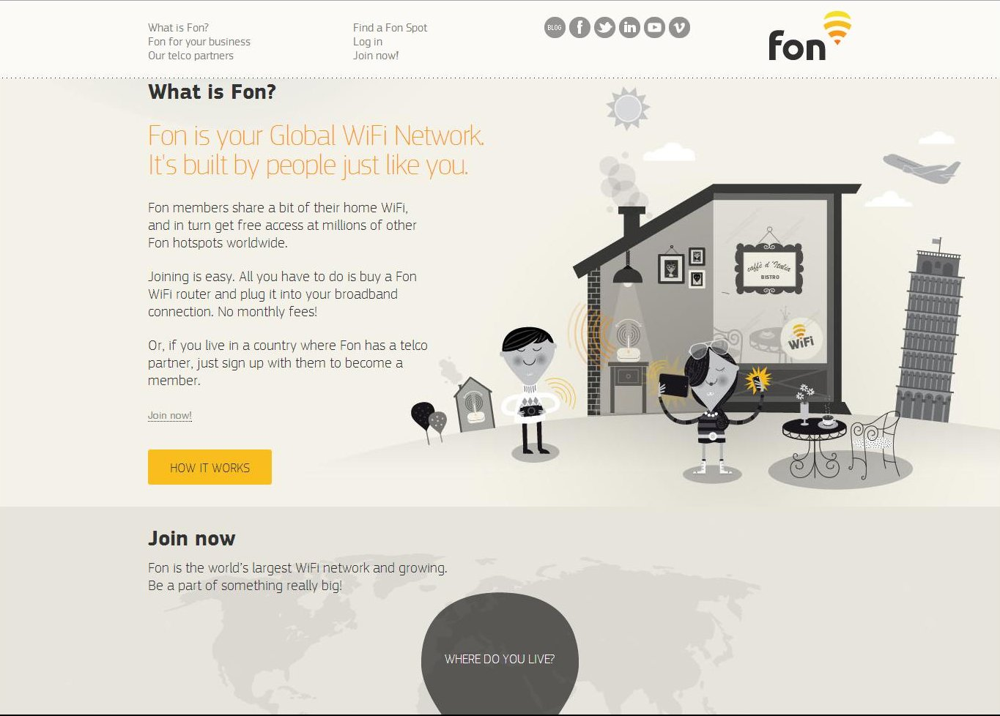 What is Fon?
Fon for your business
Our telco partners
Find a Fon Spot
Log in
Join now!
BLOG
f
in
fon
What is Fon?
Fon is your Global WiFi Network.
It's built by people just like you.
Fon members share a bit of their home WiFi,
and in turn get free access at millions of other
Fon hotspots worldwide.
Joining is easy. All you have to do is buy a Fon
WiFi router and plug it into your broadband
connection. No monthly fees!
Or, if you live in a country where Fon has a telco
partner, just sign up with them to become a
member.
Join now!
HOW IT WORKS
caffè d'Italia
BISTRO
WiFi
Join now
Fon is the world's largest WiFi network and growing.
Be a part of something really big!
WHERE DO YOU LIVE?